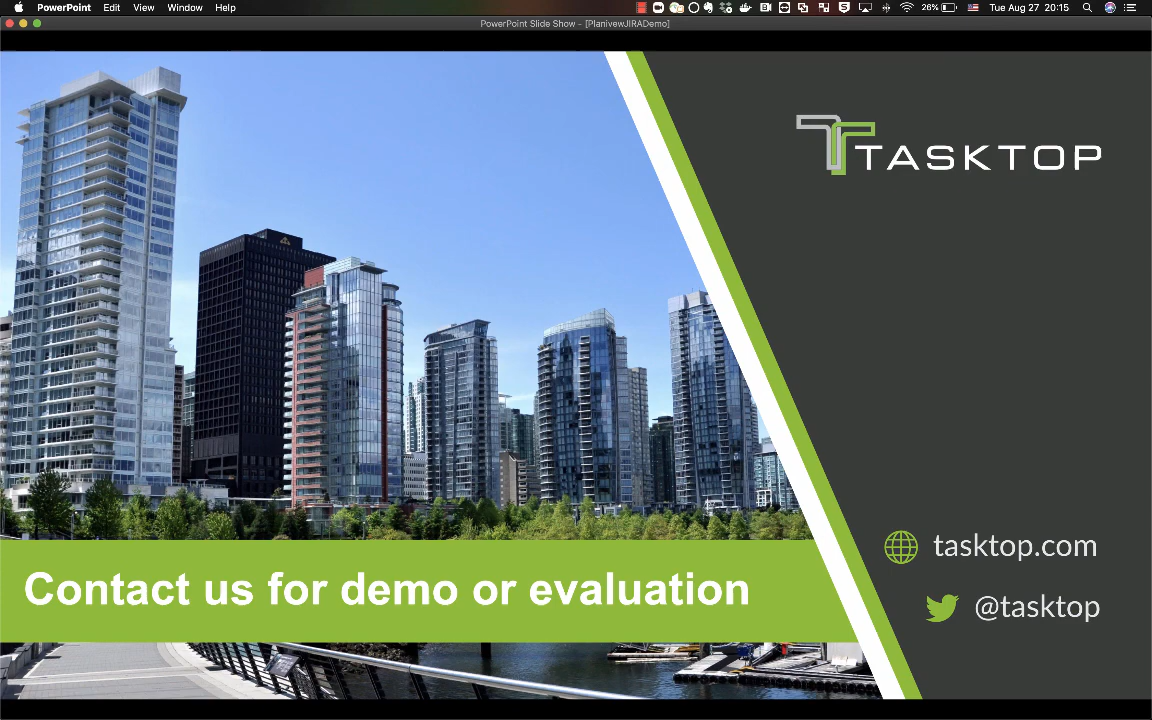 PowerPoint Edit View Window Help 26% Tue Aug 27 20:15
PowerPoint Slide Show - [PlanivewJIRADemo]
TASKTOP
tasktop.com
@tasktop
Contact us for demo or evaluation